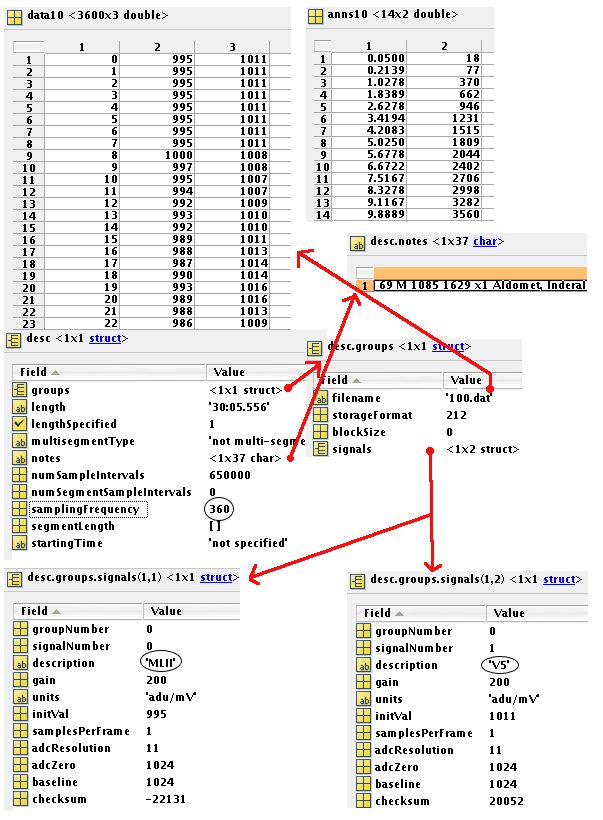 data10 <3600x3 double>
1 2 3
1 0 995 1011
2 1 995 1011
3 2 995 1011
4 3 995 1011
5 4 995 1011
6 5 995 1011
7 6 995 1011
8 7 995 1011
9 8 1000 1008
10 9 997 1008
11 10 995 1007
12 11 994 1007
13 12 992 1009
14 13 993 1010
15 14 992 1010
16 15 989 1011
17 16 988 1013
18 17 987 1014
19 18 990 1014
20 19 993 1016
21 20 989 1016
22 21 988 1013
23 22 986 1009
anns10 <14x2 double>
1 2
1 0.0500 18
2 0.2139 77
3 1.0278 370
4 1.8389 662
5 2.6278 946
6 3.4194 1231
7 4.2083 1515
8 5.0250 1809
9 5.6778 2044
10 6.6722 2402
11 7.5167 2706
12 8.3278 2998
13 9.1167 3282
14 9.8889 3560
desc.notes <1x37 char>
1 69 M 1085 1629 x1 Aldomet, Inderal
desc <1x1 struct>
Field Value
groups <1x1 struct>
length '30:05.556'
lengthSpecified 1
multisegmentType 'not multi-segme
notes <1x37 char>
numSampleIntervals 650000
numSegmentSampleIntervals 0
samplingFrequency 360
segmentLength []
startingTime 'not specified'
desc.groups <1x1 struct>
Field Value
filename '100.dat'
storageFormat 212
blockSize 0
signals <1x2 struct>
desc.groups.signals(1,1) <1x1 struct>
Field Value
groupNumber 0
signalNumber 0
description 'MLII'
gain 200
units 'adu/mV'
initVal 995
samplesPerFrame 1
adcResolution 11
adcZero 1024
baseline 1024
checksum -22131
desc.groups.signals(1,2) <1x1 struct>
Field Value
groupNumber 0
signalNumber 1
description 'V5'
gain 200
units 'adu/mV'
initVal 1011
samplesPerFrame 1
adcResolution 11
adcZero 1024
baseline 1024
checksum 20052